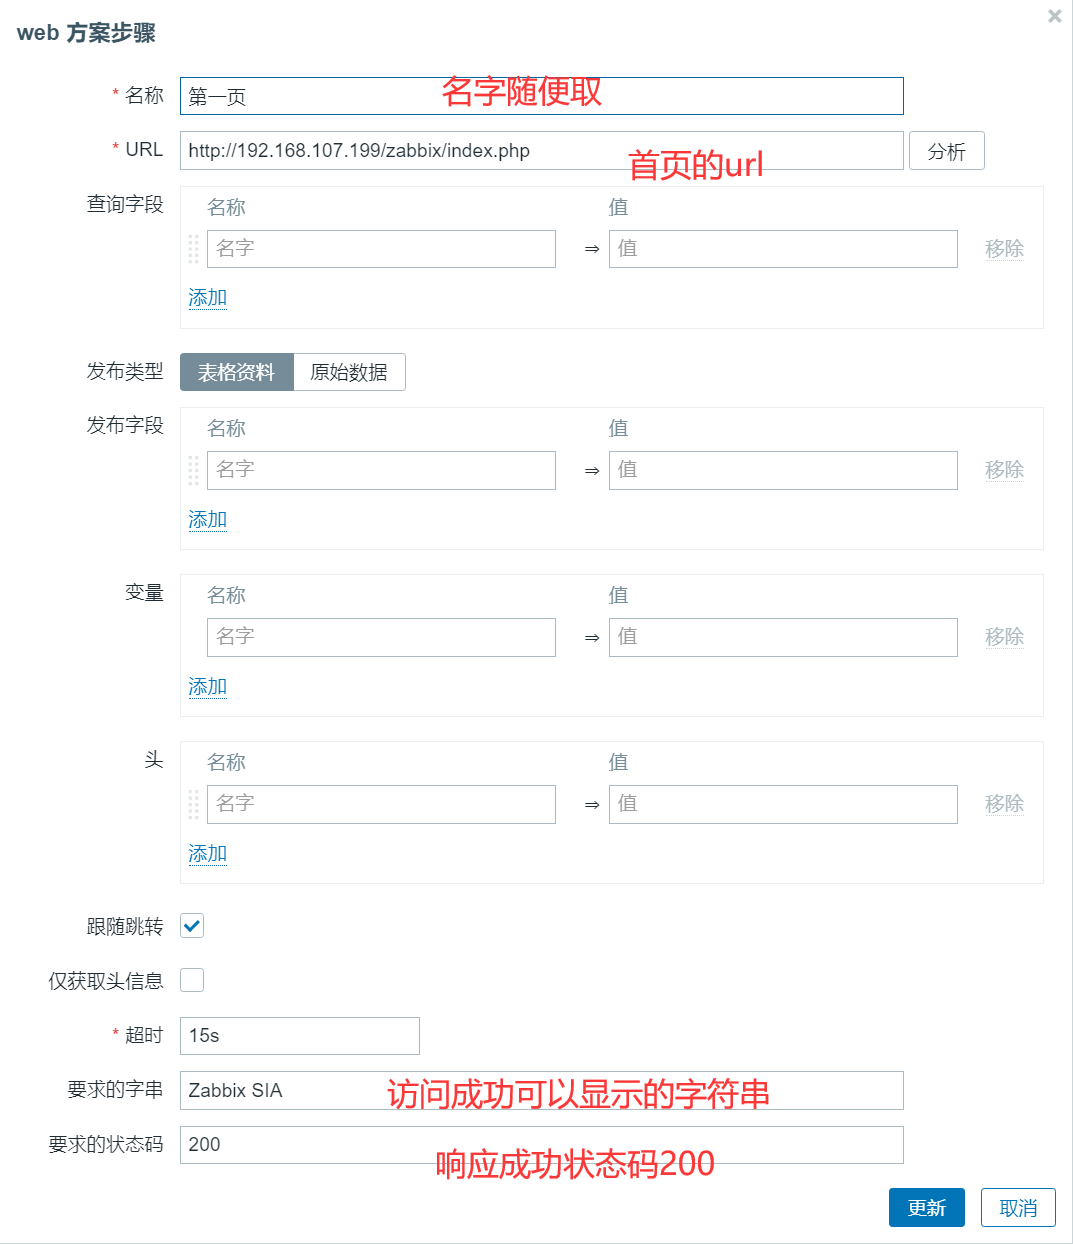 web 方案步骤
* 名称 第一页 名字随便取
* URL http://192.168.107.199/zabbix/index.php 分析
首页的url
查询字段 名称 值
名字 ⇒ 值 移除
添加
发布类型 表格资料 原始数据
发布字段 名称 值
名字 ⇒ 值 移除
添加
变量 名称 值
名字 ⇒ 值 移除
添加
头 名称 值
名字 ⇒ 值 移除
添加
跟随跳转
仅获取头信息
* 超时 15s
要求的字串 Zabbix SIA 访问成功可以显示的字符串
要求的状态码 200
响应成功状态码200
更新 取消